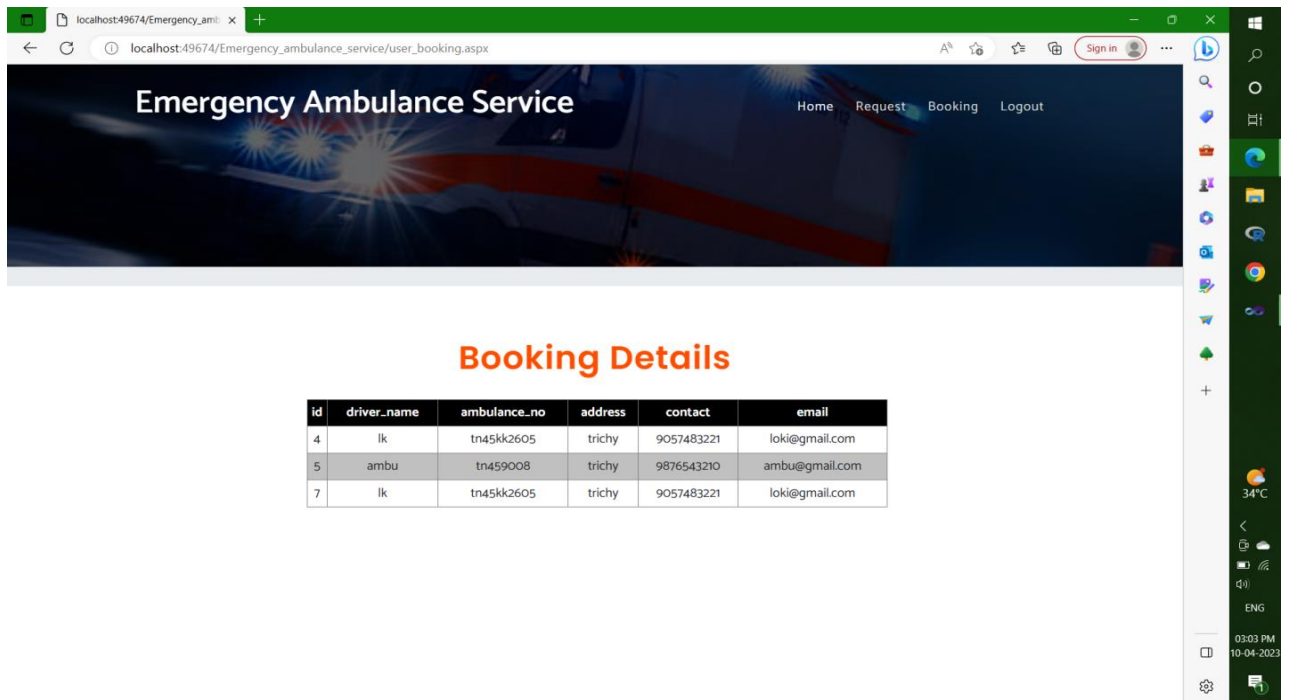 localhost:49674/Emergency_amb
localhost:49674/Emergency_ambulance_service/user_booking.aspx
Sign in
Emergency Ambulance Service
Home Request Booking Logout
Booking Details
id driver_name ambulance_no address contact email
4 lk tn45kk2605 trichy 9057483221 loki@gmail.com
5 ambu tn459008 trichy 9876543210 ambu@gmail.com
7 lk tn45kk2605 trichy 9057483221 loki@gmail.com
34°C
ENG
03:03 PM
10-04-2023